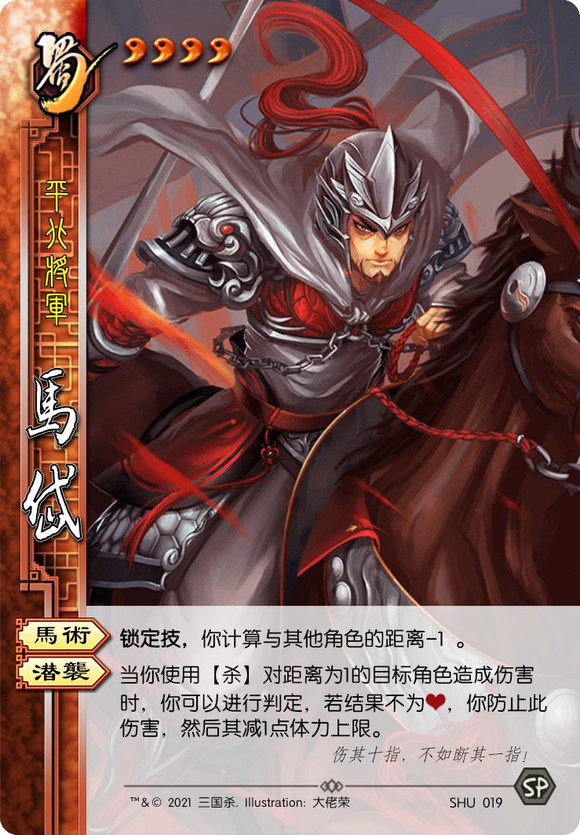 蜀
平北將軍
馬岱
馬術
锁定技，你计算与其他角色的距离-1 。
潜襲
当你使用【杀】对距离为1的目标角色造成伤害
时，你可以进行判定，若结果不为❤，你防止此
伤害，然后其减1点体力上限。
伤其十指，不如断其一指！
™&© 2021 三国杀. Illustration: 大佬荣
SHU 019
SP